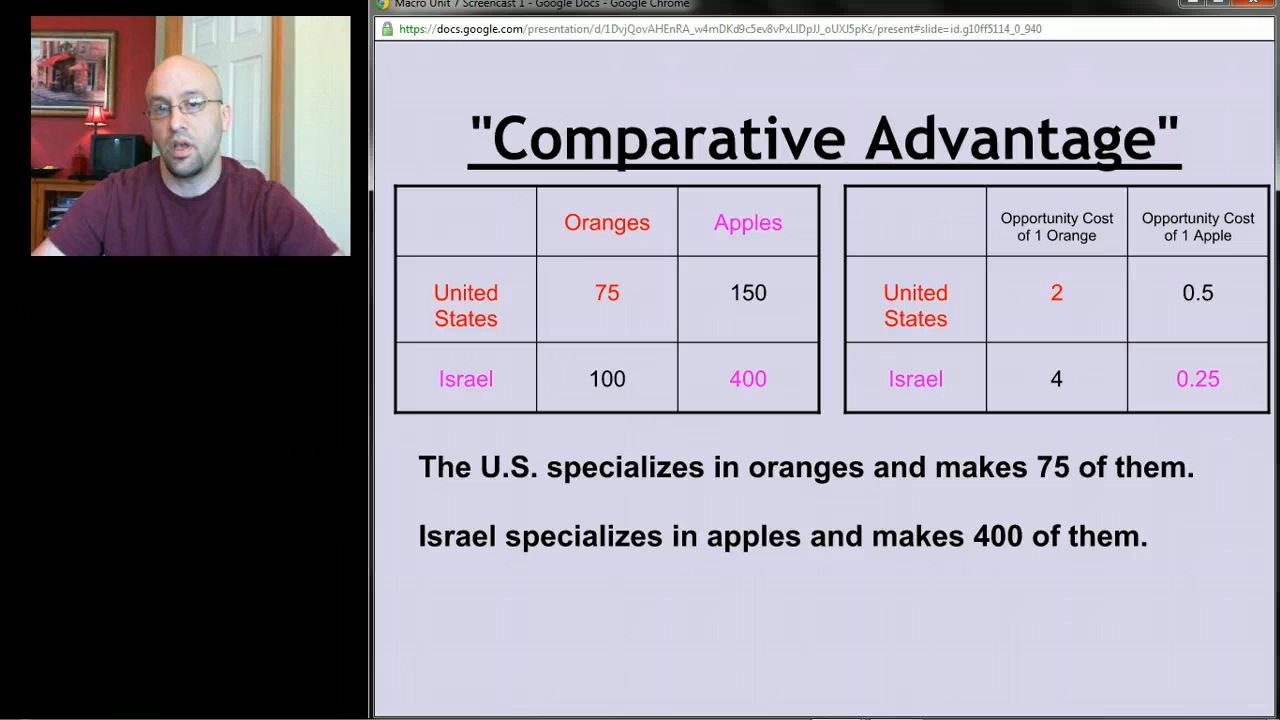 Macro Unit 7 Screencast 1 - Google Docs - Google Chrome
https://docs.google.com/presentation/d/1DvjQovAHEnRA_w4mDKd9c5ev8vPxLlDpJJ_oUXJ5pKs/present#slide=id.g10ff5114_0_940
"Comparative Advantage"
Oranges Apples
United States 75 150
Israel 100 400
Opportunity Cost of 1 Orange Opportunity Cost of 1 Apple
United States 2 0.5
Israel 4 0.25
The U.S. specializes in oranges and makes 75 of them.
Israel specializes in apples and makes 400 of them.